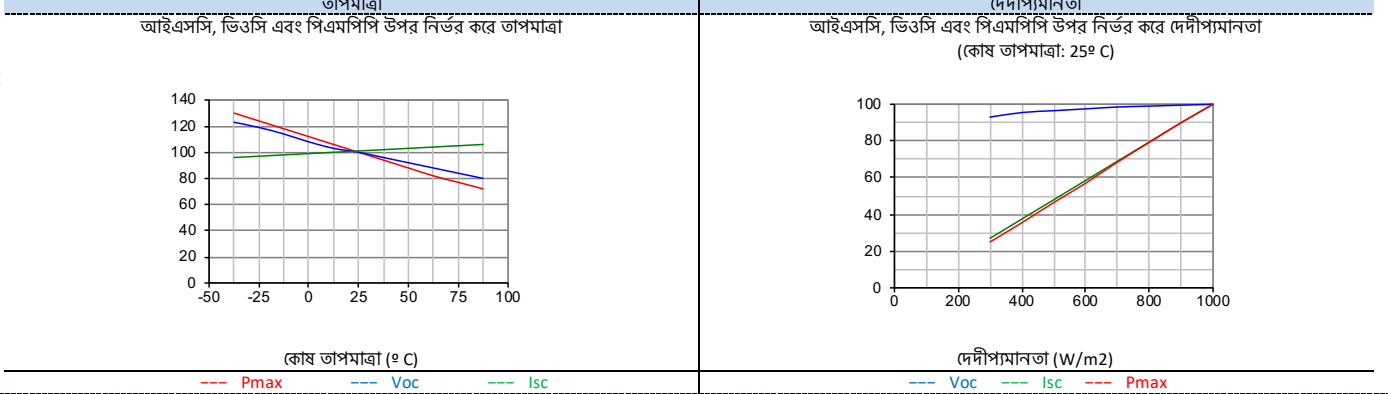 তাপমাত্রা
আইএসসি, ভিওসি এবং পিএমপিপি উপর নির্ভর করে তাপমাত্রা
140
120
100
80
60
40
20
0
-50 -25 0 25 50 75 100
কোষ তাপমাত্রা (º C)
--- Pmax --- Voc --- Isc
দেদীপ্যমানতা
আইএসসি, ভিওসি এবং পিএমপিপি উপর নির্ভর করে দেদীপ্যমানতা
(কোষ তাপমাত্রা: 25º C)
100
80
60
40
20
0
0 200 400 600 800 1000
দেদীপ্যমানতা (W/m2)
--- Voc --- Isc --- Pmax